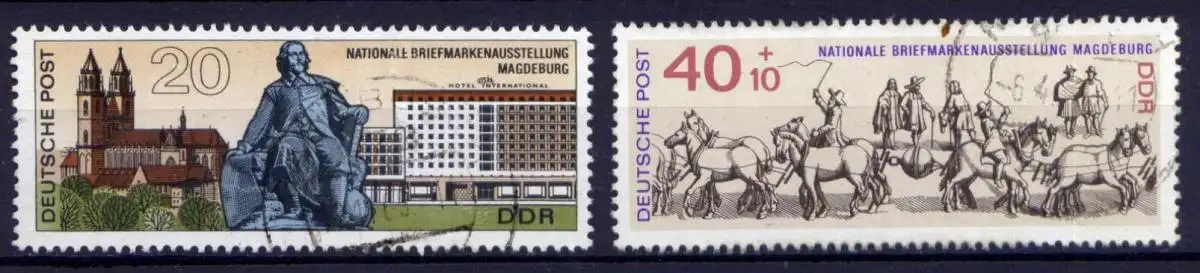 DEUTSCHE POST
20
NATIONALE BRIEFMARKENAUSSTELLUNG
MAGDEBURG
HOTEL INTERNATIONAL
DDR
DEUTSCHE POST
40+10
NATIONALE BRIEFMARKENAUSSTELLUNG MAGDEBURG
DDR